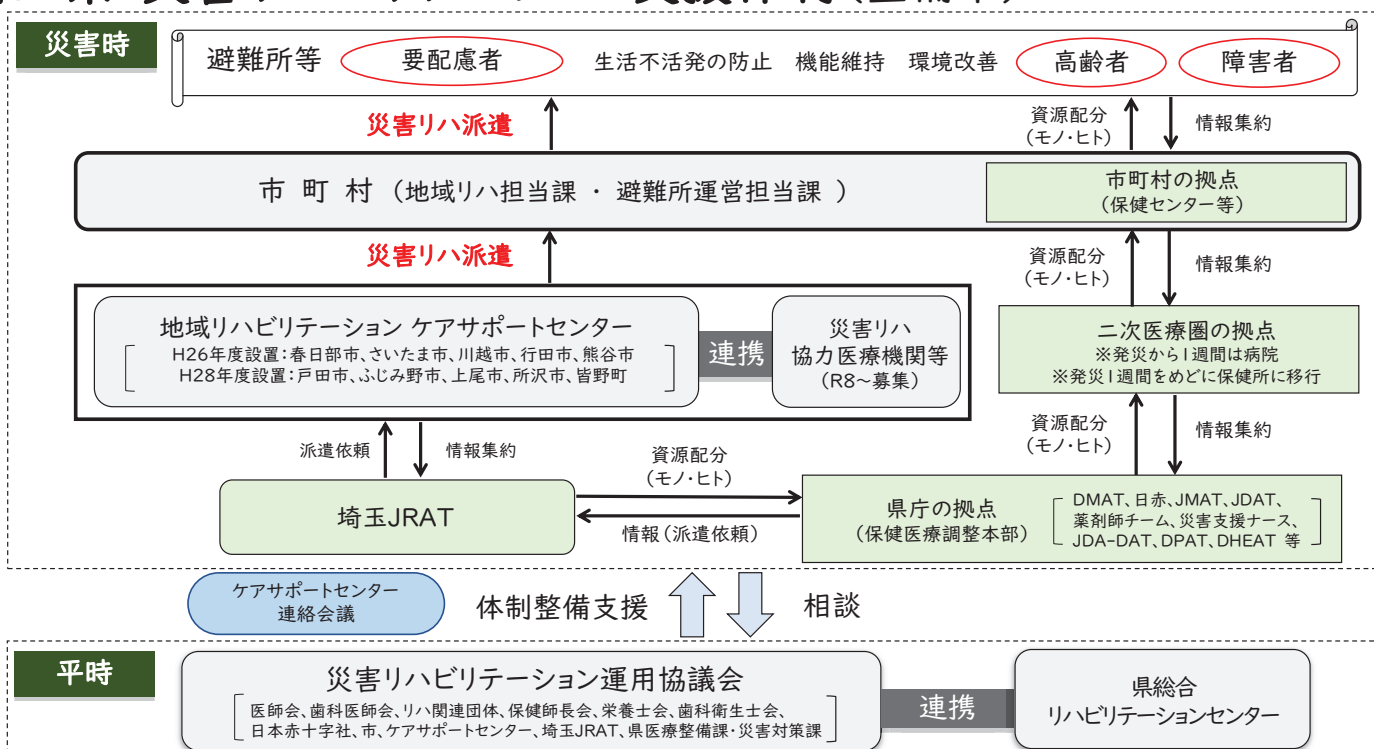 災害時
避難所等 要配慮者 生活不活発の防止 機能維持 環境改善 高齢者 障害者
災害リハ派遣
資源配分
(モノ・ヒト)
情報集約
市町村(地域リハ担当課・避難所運営担当課)
市町村の拠点
(保健センター等)
災害リハ派遣
資源配分
(モノ・ヒト)
情報集約
地域リハビリテーション ケアサポートセンター
H26年度設置:春日部市、さいたま市、川越市、行田市、熊谷市
H28年度設置:戸田市、ふじみ野市、上尾市、所沢市、皆野町
連携
災害リハ
協力医療機関等
(R8~募集)
二次医療圏の拠点
※発災から1週間は病院
※発災1週間をめどに保健所に移行
派遣依頼
情報集約
資源配分
(モノ・ヒト)
資源配分
(モノ・ヒト)
情報集約
埼玉JRAT
情報(派遣依頼)
県庁の拠点
(保健医療調整本部)
DMAT、日赤、JMAT、JDAT、
薬剤師チーム、災害支援ナース、
JDA-DAT、DPAT、DHEAT 等
ケアサポートセンター
連絡会議
体制整備支援
相談
平時
災害リハビリテーション運用協議会
医師会、歯科医師会、リハ関連団体、保健師長会、栄養士会、歯科衛生士会、
日本赤十字社、市、ケアサポートセンター、埼玉JRAT、県医療整備課・災害対策課
連携
県総合
リハビリテーションセンター